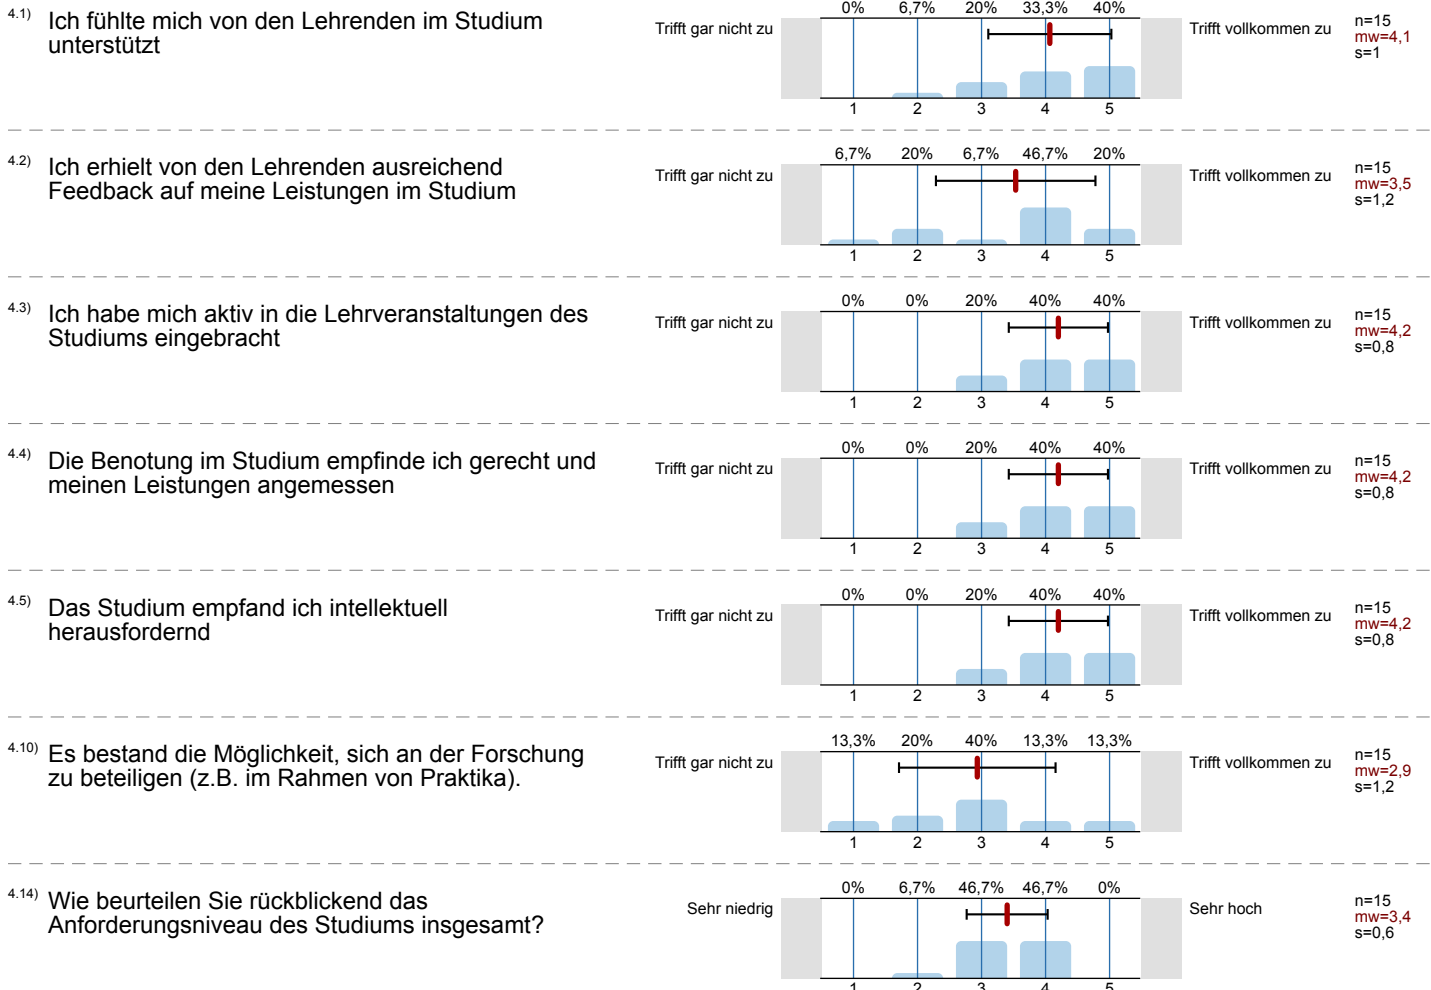 4.1) Ich fühlte mich von den Lehrenden im Studium
unterstützt
Trifft gar nicht zu
0% 6,7% 20% 33,3% 40%
1 2 3 4 5
Trifft vollkommen zu
n=15
mw=4,1
s=1
4.2) Ich erhielt von den Lehrenden ausreichend
Feedback auf meine Leistungen im Studium
Trifft gar nicht zu
6,7% 20% 6,7% 46,7% 20%
1 2 3 4 5
Trifft vollkommen zu
n=15
mw=3,5
s=1,2
4.3) Ich habe mich aktiv in die Lehrveranstaltungen des
Studiums eingebracht
Trifft gar nicht zu
0% 0% 20% 40% 40%
1 2 3 4 5
Trifft vollkommen zu
n=15
mw=4,2
s=0,8
4.4) Die Benotung im Studium empfinde ich gerecht und
meinen Leistungen angemessen
Trifft gar nicht zu
0% 0% 20% 40% 40%
1 2 3 4 5
Trifft vollkommen zu
n=15
mw=4,2
s=0,8
4.5) Das Studium empfand ich intellektuell
herausfordernd
Trifft gar nicht zu
0% 0% 20% 40% 40%
1 2 3 4 5
Trifft vollkommen zu
n=15
mw=4,2
s=0,8
4.10) Es bestand die Möglichkeit, sich an der Forschung
zu beteiligen (z.B. im Rahmen von Praktika).
Trifft gar nicht zu
13,3% 20% 40% 13,3% 13,3%
1 2 3 4 5
Trifft vollkommen zu
n=15
mw=2,9
s=1,2
4.14) Wie beurteilen Sie rückblickend das
Anforderungsniveau des Studiums insgesamt?
Sehr niedrig
0% 6,7% 46,7% 46,7% 0%
1 2 3 4 5
Sehr hoch
n=15
mw=3,4
s=0,6